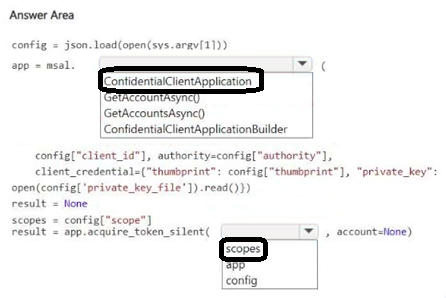 Answer Area
config = json.load(open(sys.argv[1]))
app = msal. (
ConfidentialClientApplication
GetAccountAsync()
GetAccountsAsync()
ConfidentialClientApplicationBuilder
config["client_id"], authority=config["authority"],
client_credential={"thumbprint": config["thumbprint"], "private_key":
open(config['private_key_file']).read()})
result = None
scopes = config["scope"]
result = app.acquire_token_silent( , account=None)
scopes
app
config